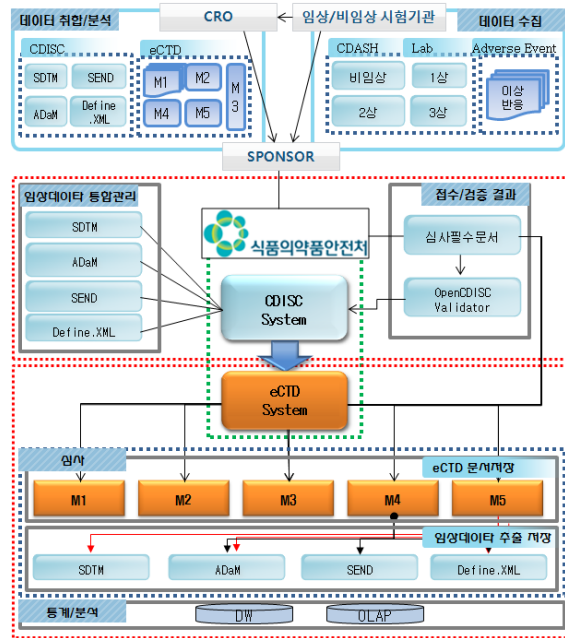 데이터 취합/분석
CRO
임상/비임상 시험기관
데이터 수집
CDISC
eCTD
CDASH
Lab
Adverse Event
SDTM
SEND
ADaM
Define
.XML
M1
M2
M3
M4
M5
비임상
1상
2상
3상
이상
반응
SPONSOR
임상데이터 통합관리
SDTM
ADaM
SEND
Define.XML
식품의약품안전처
접수/검증 결과
심사필수문서
OpenCDISC
Validator
CDISC
System
eCTD
System
심사
eCTD 문서저장
M1
M2
M3
M4
M5
임상데이타 추출 저장
SDTM
ADaM
SEND
Define.XML
통계/분석
DW
OLAP